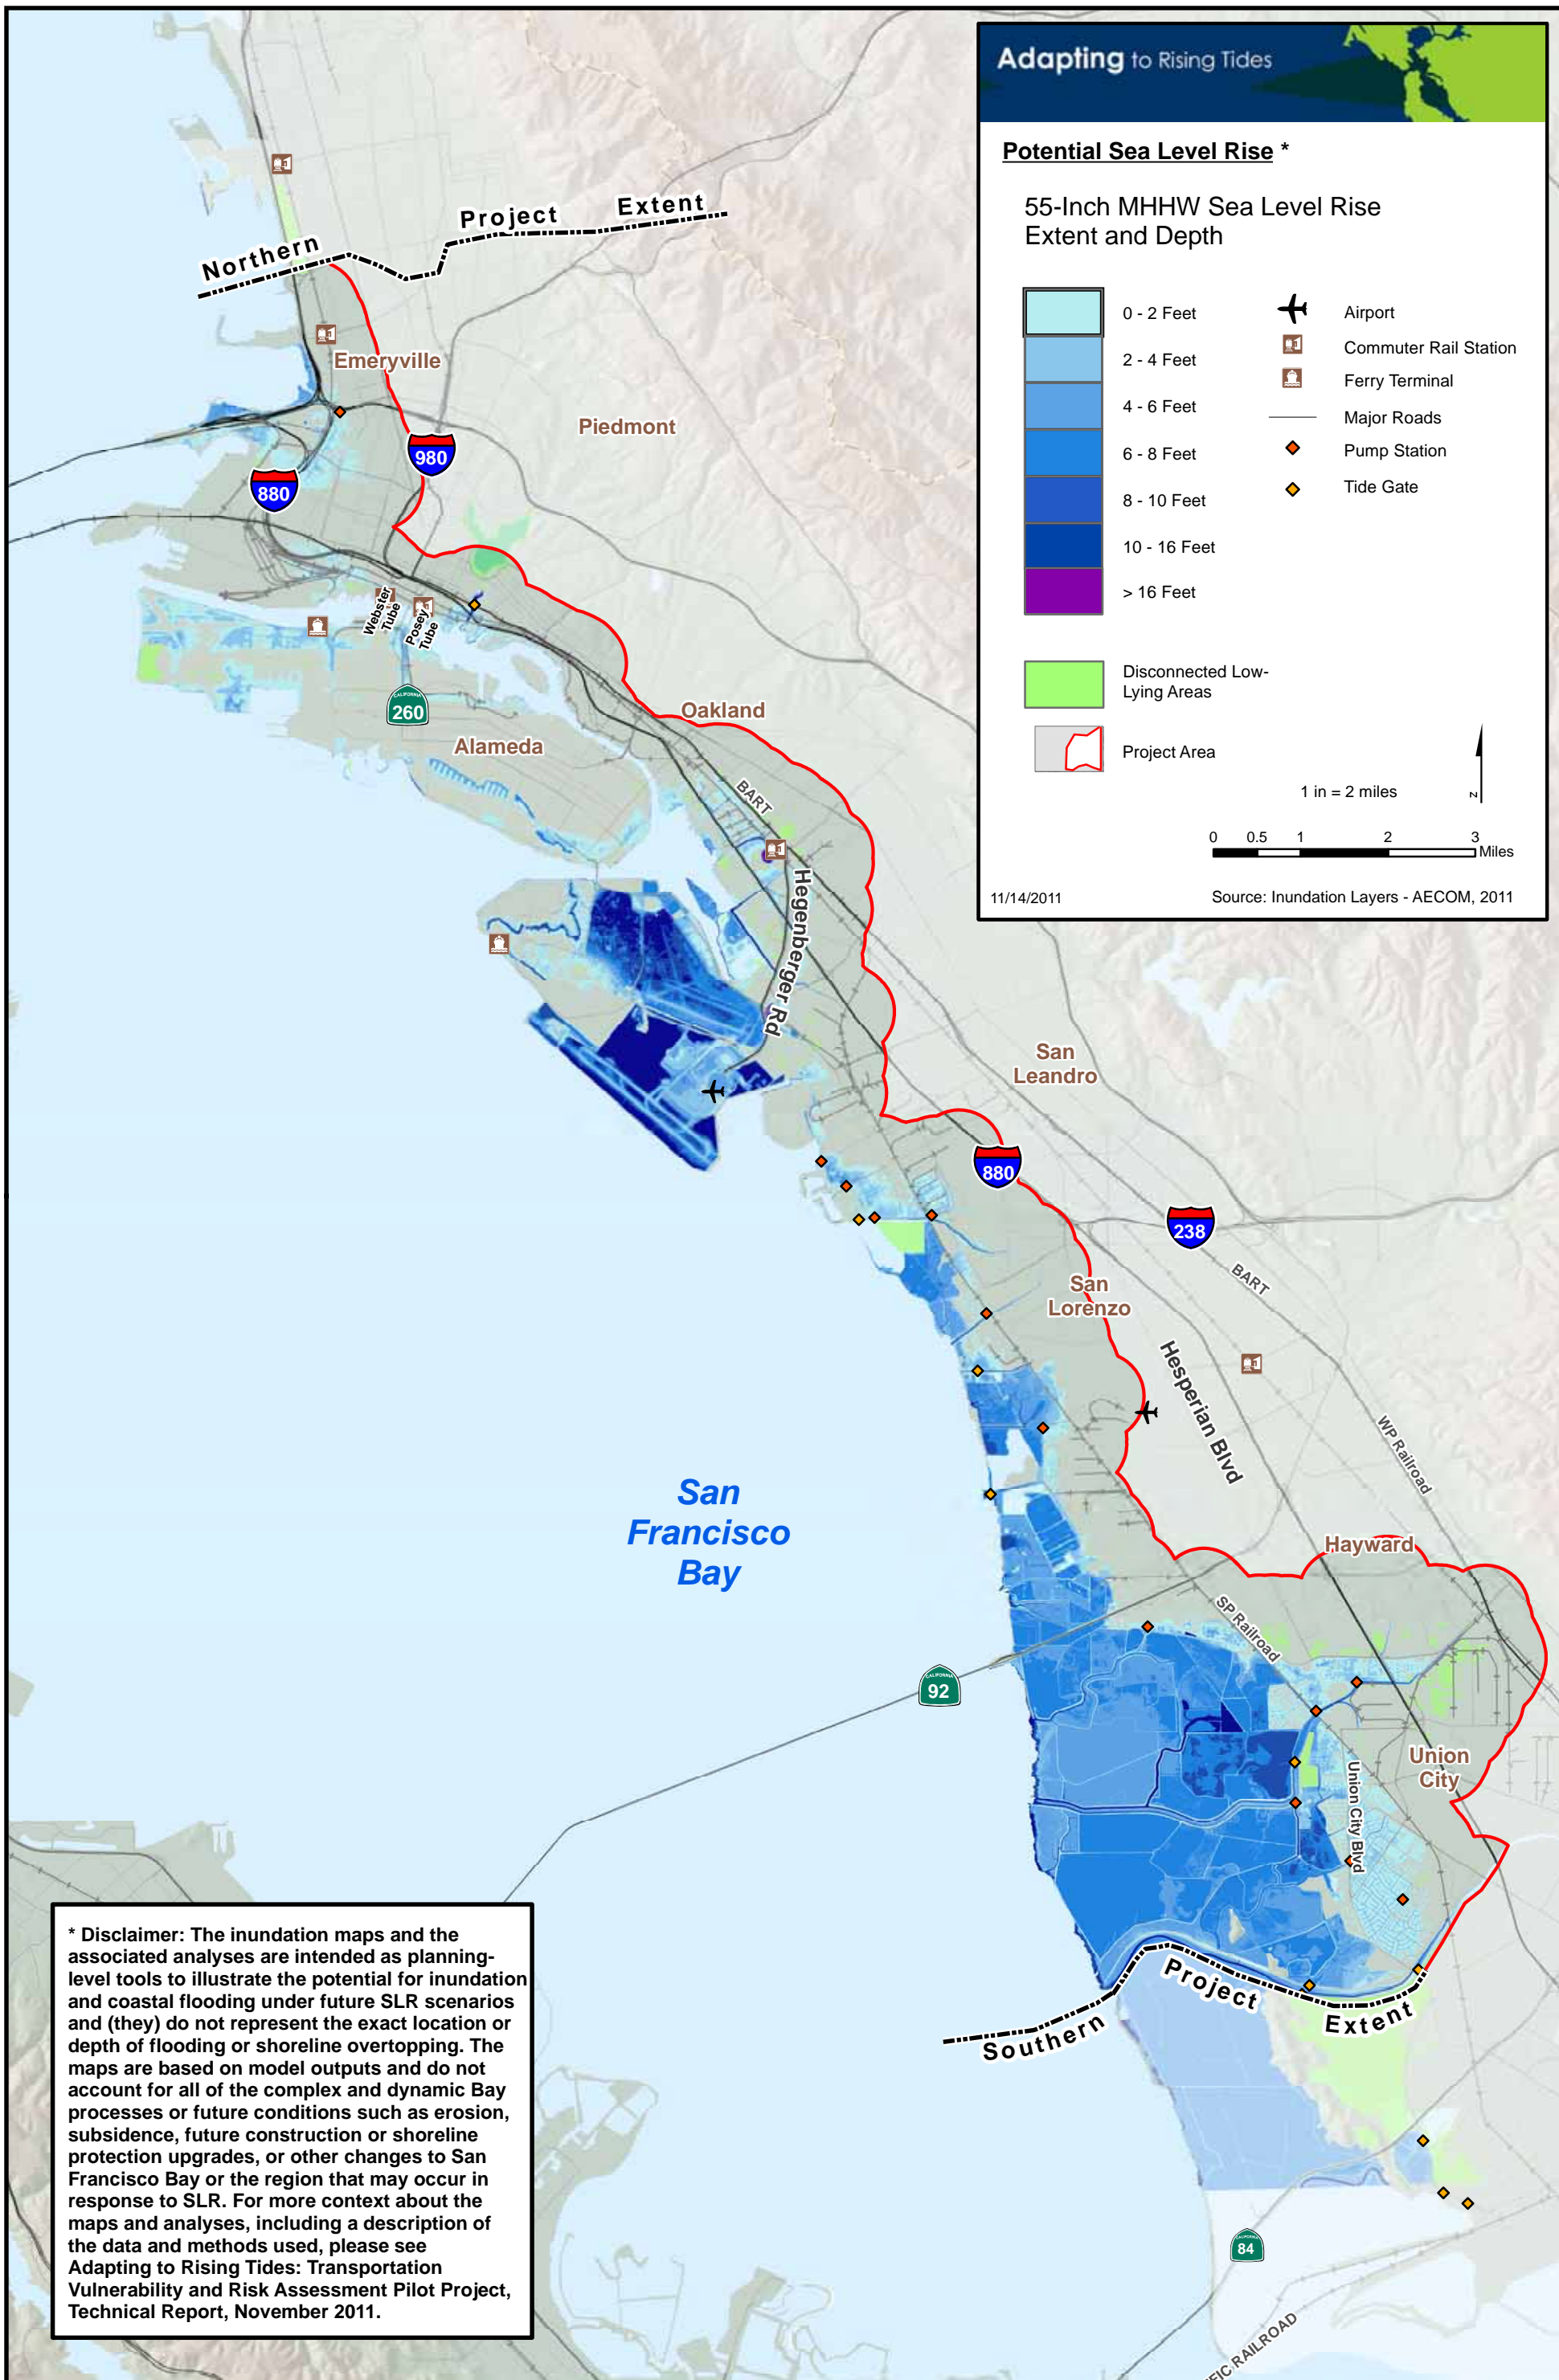 Adapting to Rising Tides
Potential Sea Level Rise *
55-Inch MHHW Sea Level Rise
Extent and Depth
0 - 2 Feet
2 - 4 Feet
4 - 6 Feet
6 - 8 Feet
8 - 10 Feet
10 - 16 Feet
> 16 Feet
Disconnected Low-
Lying Areas
Project Area
Airport
Commuter Rail Station
Ferry Terminal
Major Roads
Pump Station
Tide Gate
1 in = 2 miles
N
0 0.5 1 2 3
Miles
11/14/2011
Source: Inundation Layers - AECOM, 2011
Northern Project Extent
Emeryville
Piedmont
980
880
Webster
Tube
Posey
Tube
CALIFORNIA
260
Oakland
Alameda
BART
Hegenberger Rd
San
Leandro
880
238
BART
San
Lorenzo
Hesperian Blvd
WP Railroad
San
Francisco
Bay
Hayward
SP Railroad
CALIFORNIA
92
Union
City
Union City Blvd
Southern Project Extent
CALIFORNIA
84
FIC RAILROAD
* Disclaimer: The inundation maps and the
associated analyses are intended as planning-
level tools to illustrate the potential for inundation
and coastal flooding under future SLR scenarios
and (they) do not represent the exact location or
depth of flooding or shoreline overtopping. The
maps are based on model outputs and do not
account for all of the complex and dynamic Bay
processes or future conditions such as erosion,
subsidence, future construction or shoreline
protection upgrades, or other changes to San
Francisco Bay or the region that may occur in
response to SLR. For more context about the
maps and analyses, including a description of
the data and methods used, please see
Adapting to Rising Tides: Transportation
Vulnerability and Risk Assessment Pilot Project,
Technical Report, November 2011.